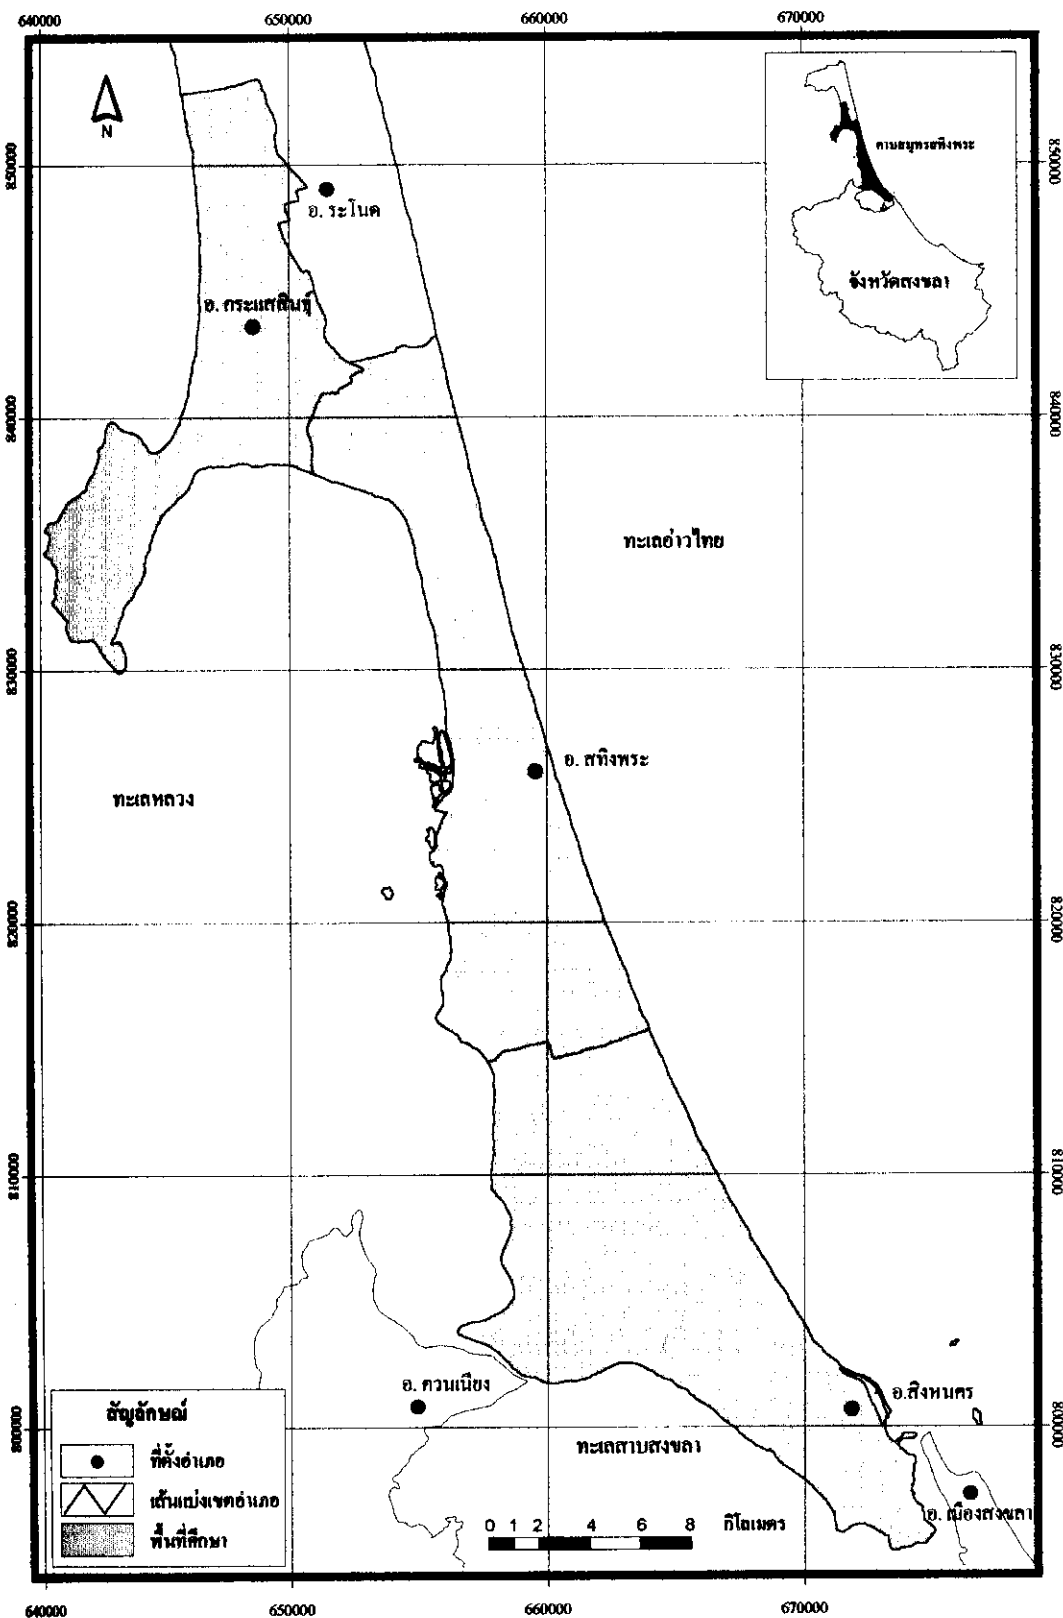 640000 650000 660000 670000
850000
850000
N
อ. ระโนด
คาบสมุทรสทิงพระ
จังหวัดสงขลา
อ. กระแสสินธุ์
840000
840000
ทะเลอ่าวไทย
830000
830000
อ. สทิงพระ
ทะเลหลวง
820000
820000
810000
810000
อ. ควนเนียง
อ.สิงหนคร
800000
800000
ทะเลสาบสงขลา
อ. เมืองสงขลา
สัญลักษณ์
ที่ตั้งอำเภอ
เส้นแบ่งเขตอำเภอ
พื้นที่ศึกษา
0 1 2 4 6 8 กิโลเมตร
640000 650000 660000 670000